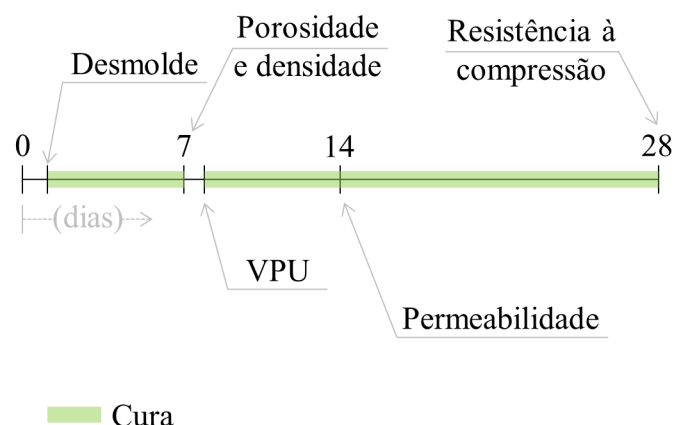 Porosidade
e densidade
Resistência à
compressão
Desmolde
0
7
14
28
(dias)
VPU
Permeabilidade
Cura